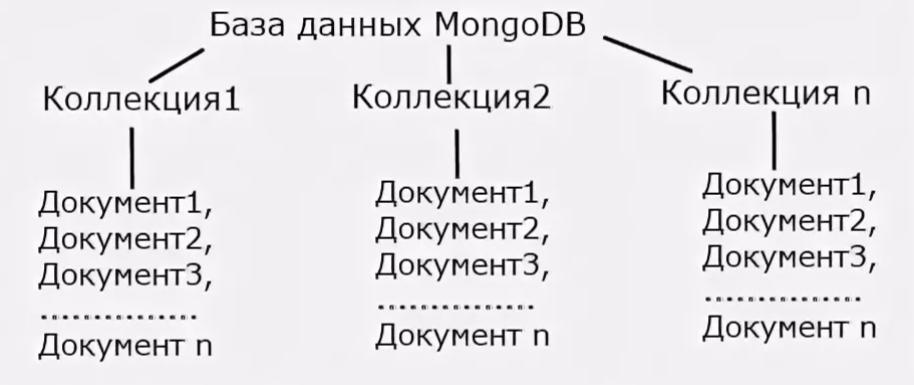 База данных MongoDB
Коллекция1
Коллекция2
Коллекция n
Документ1,
Документ2,
Документ3,
...............
Документ n
Документ1,
Документ2,
Документ3,
...............
Документ n
Документ1,
Документ2,
Документ3,
...............
Документ n